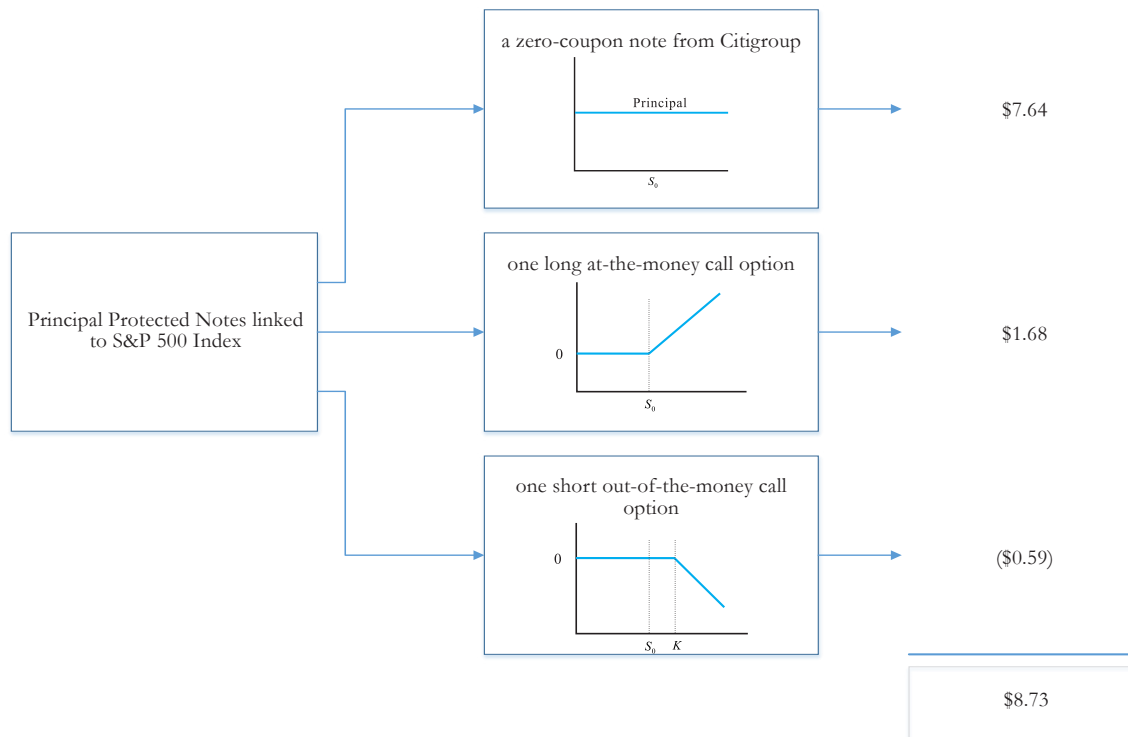 a zero-coupon note from Citigroup
Principal
S₀
$7.64
Principal Protected Notes linked
to S&P 500 Index
one long at-the-money call option
0
S₀
$1.68
one short out-of-the-money call
option
0
S₀ K
($0.59)
$8.73